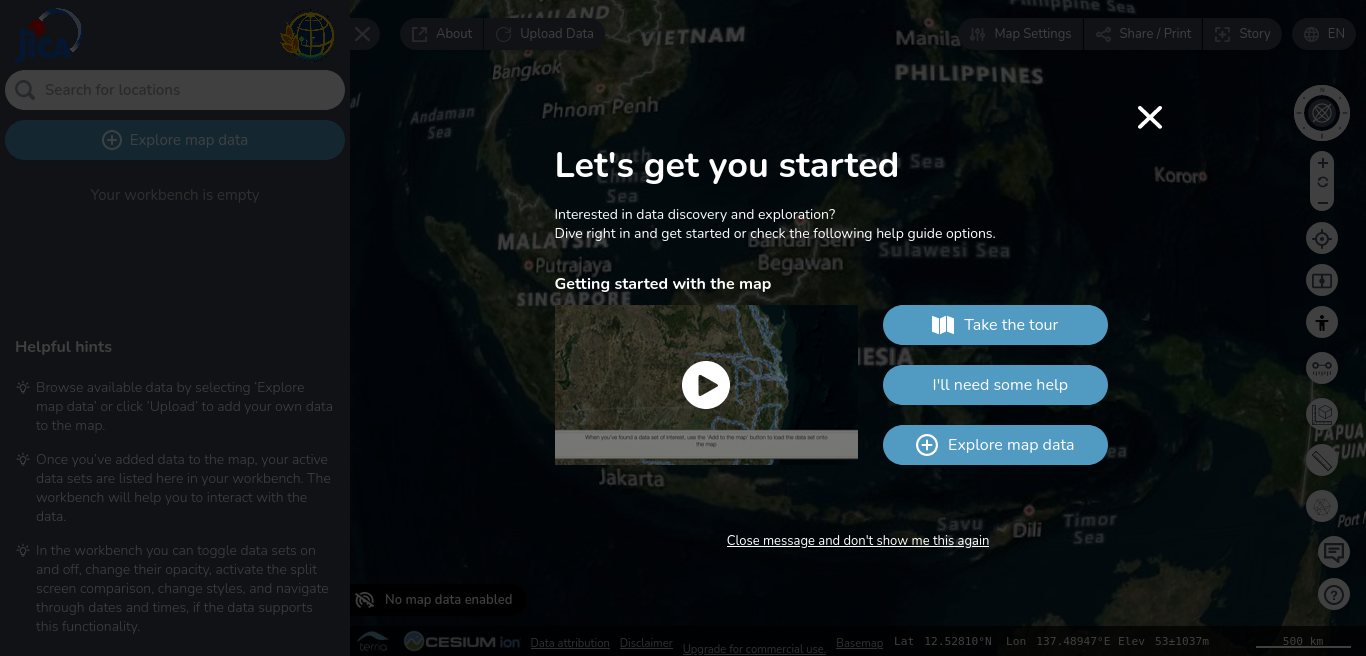 JICA
About
Upload Data
Map Settings
Share / Print
Story
EN
Search for locations
Explore map data
Your workbench is empty
Helpful hints
Browse available data by selecting ‘Explore
map data’ or click ‘Upload’ to add your own data
to the map.
Once you've added data to the map, your active
data sets are listed here in your workbench. The
workbench will help you to interact with the
data.
In the workbench you can toggle data sets on
and off, change their opacity, activate the split
screen comparison, change styles, and navigate
through dates and times, if the data supports
this functionality.
THAILAND
VIETNAM
Bangkok
Phnom Penh
Andaman
Sea
Philippine Sea
Manila
PHILIPPINES
Koror
South
China
Sea
Sea
MALAYSIA
Putrajaya
SINGAPORE
Bandar Seri
Begawan
Sulawesi Sea
Let's get you started
Interested in data discovery and exploration?
Dive right in and get started or check the following help guide options.
Getting started with the map
When you've found a data set of interest, use the 'Add to the map' button to load the data set onto
the map
Take the tour
I'll need some help
Explore map data
Close message and don't show me this again
Jakarta
Savu
Dili
Timor
Sea
No map data enabled
terria
CESIUM ion
Data attribution
Disclaimer
Upgrade for commercial use.
Basemap
Lat 12.52810°N Lon 137.48947°E Elev 53±1037m
500 km